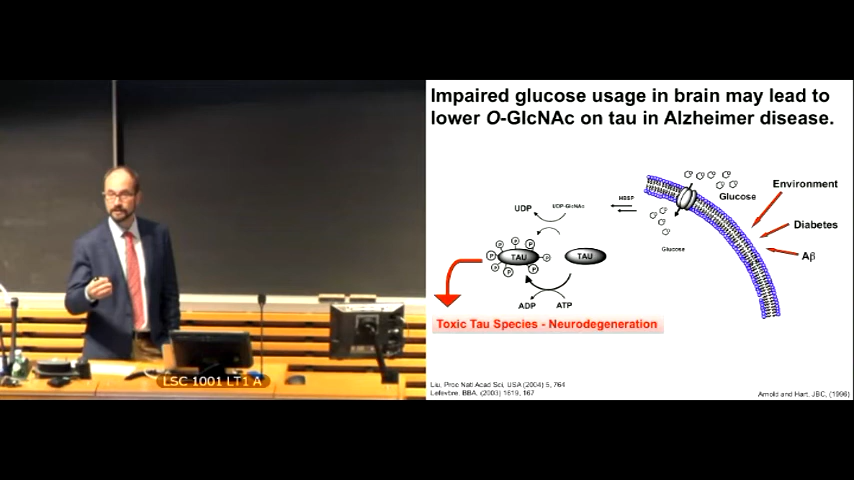 Impaired glucose usage in brain may lead to
lower O-GlcNAc on tau in Alzheimer disease.
Environment
Glucose
HBSP
UDP-GlcNAc
UDP
Diabetes
Glucose
P P P P P P P P
TAU
TAU
Aβ
ADP
ATP
Toxic Tau Species - Neurodegeneration
LSC 1001 LT1 A
Liu, Proc Natl Acad Sci, USA (2004) 5, 764
Lefevbre, BBA, (2003) 1619, 167
Arnold and Hart, JBC, (1996)